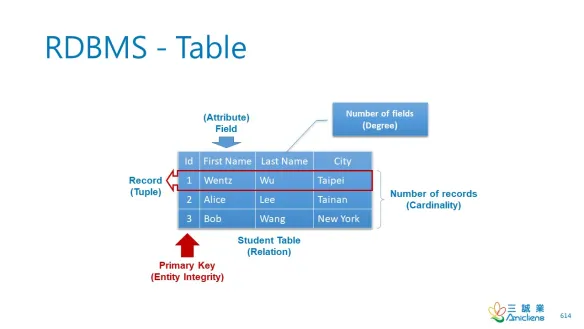 RDBMS - Table
(Attribute)
Field
Number of fields
(Degree)
Id First Name Last Name City
1 Wentz Wu Taipei
2 Alice Lee Tainan
3 Bob Wang New York
Record
(Tuple)
Number of records
(Cardinality)
Student Table
(Relation)
Primary Key
(Entity Integrity)
三誠業
Amickens
614